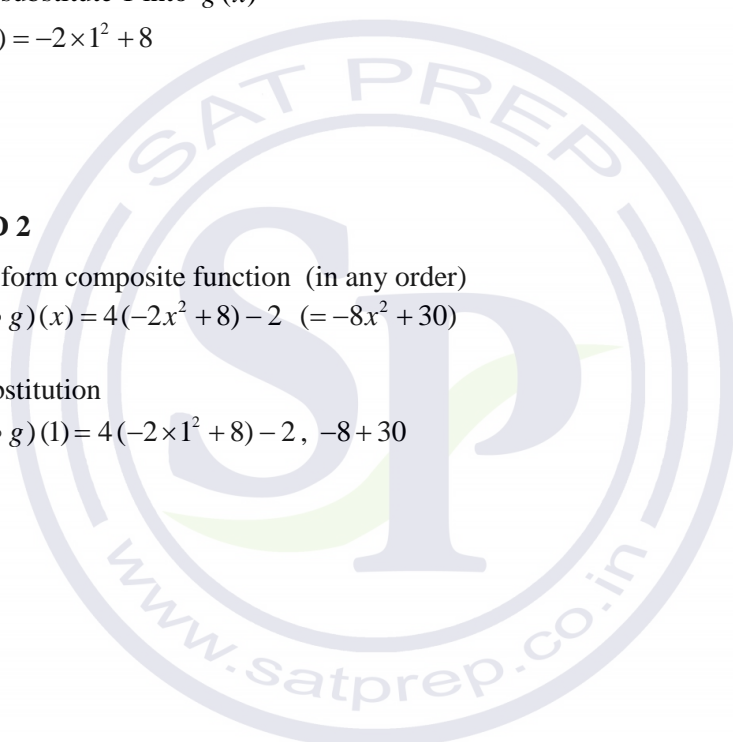 substitute 1 into g (x)
) = −2×1² +8
D 2
form composite function (in any order)
g)(x) = 4(−2x² +8) − 2 (= −8x² + 30)
bstitution
g)(1) = 4(−2×1² +8) − 2 , −8+30
SAT PREP
SP
www.satprep.co.in